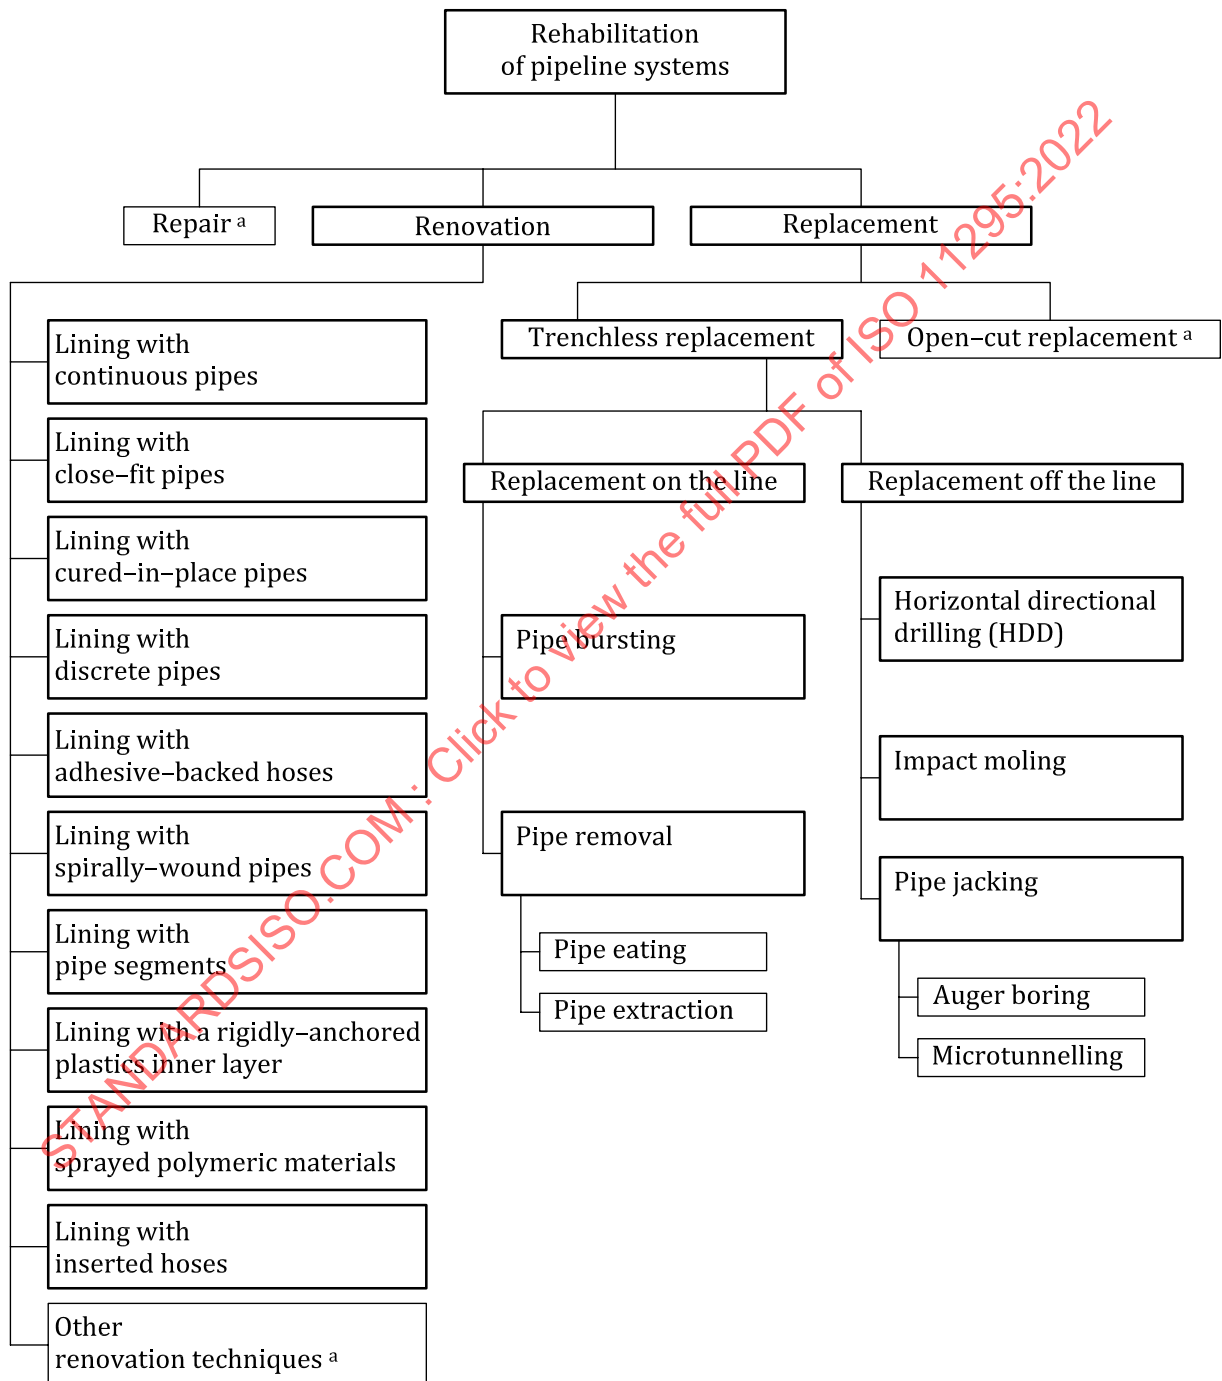 Rehabilitation
of pipeline systems
Repair a
Renovation
Replacement
Lining with
continuous pipes
Lining with
close–fit pipes
Lining with
cured–in–place pipes
Lining with
discrete pipes
Lining with
adhesive–backed hoses
Lining with
spirally–wound pipes
Lining with
pipe segments
Lining with a rigidly–anchored
plastics inner layer
Lining with
sprayed polymeric materials
Lining with
inserted hoses
Other
renovation techniques a
Trenchless replacement
Open–cut replacement a
Replacement on the line
Replacement off the line
Pipe bursting
Pipe removal
Pipe eating
Pipe extraction
Horizontal directional
drilling (HDD)
Impact moling
Pipe jacking
Auger boring
Microtunnelling
STANDARDSISO.COM : Click to view the full PDF of ISO 11295:2022